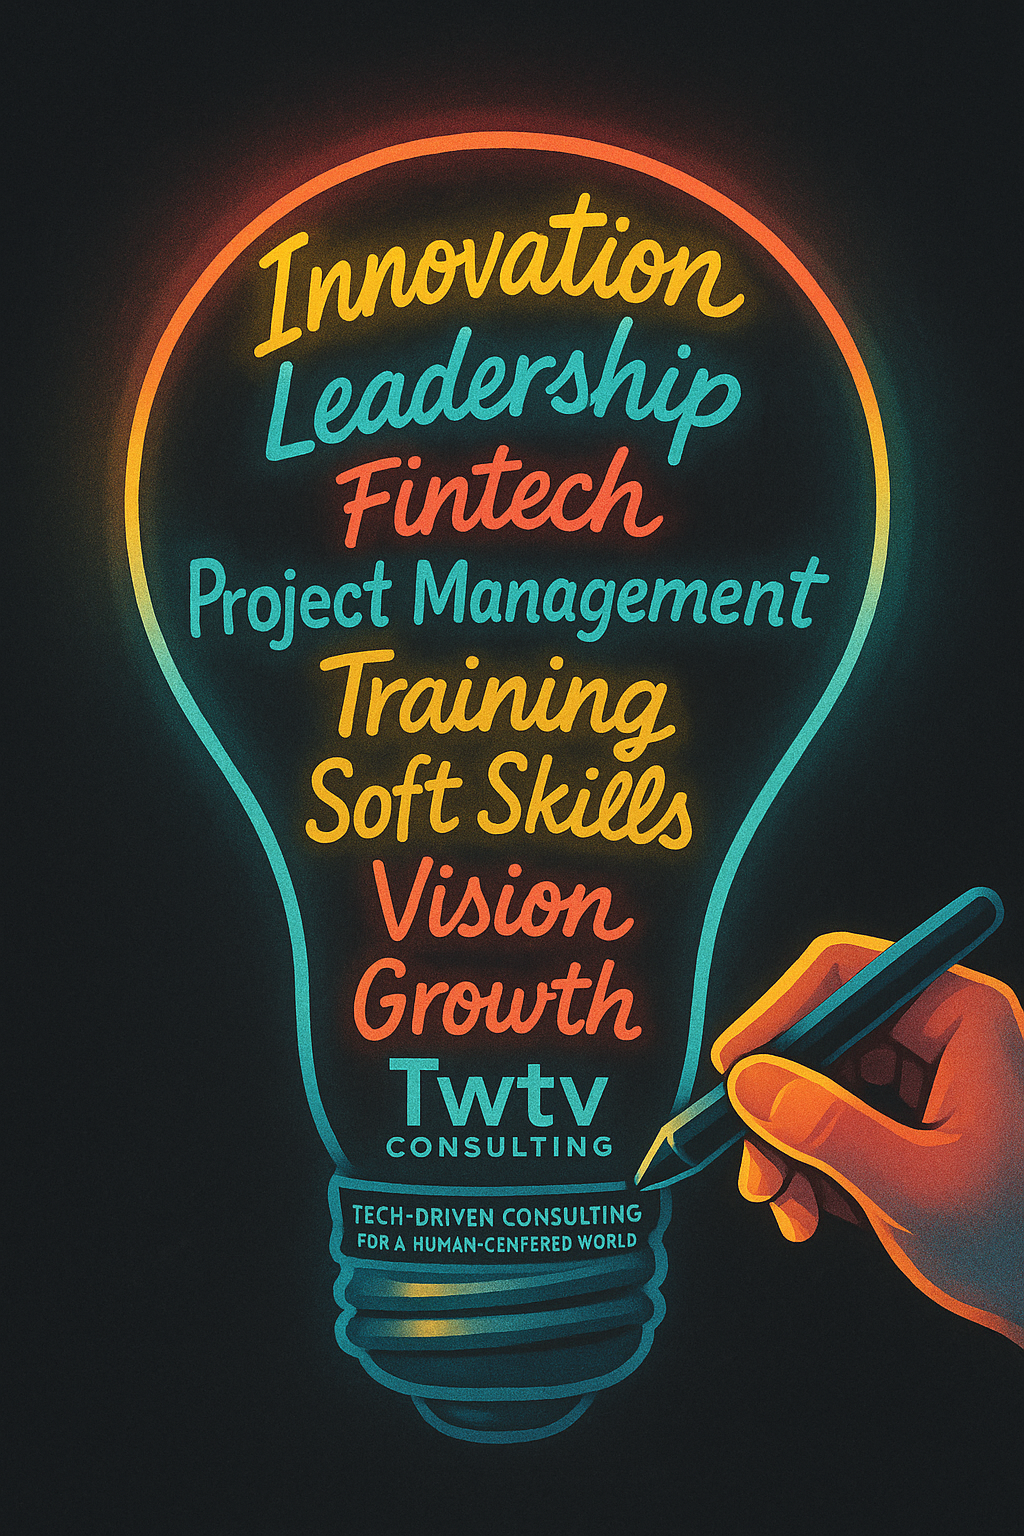 Innovation
Leadership
Fintech
Project Management
Training
Soft Skills
Vision
Growth
Twtv
CONSULTING
TECH-DRIVEN CONSULTING
FOR A HUMAN-CENFERED WORLD